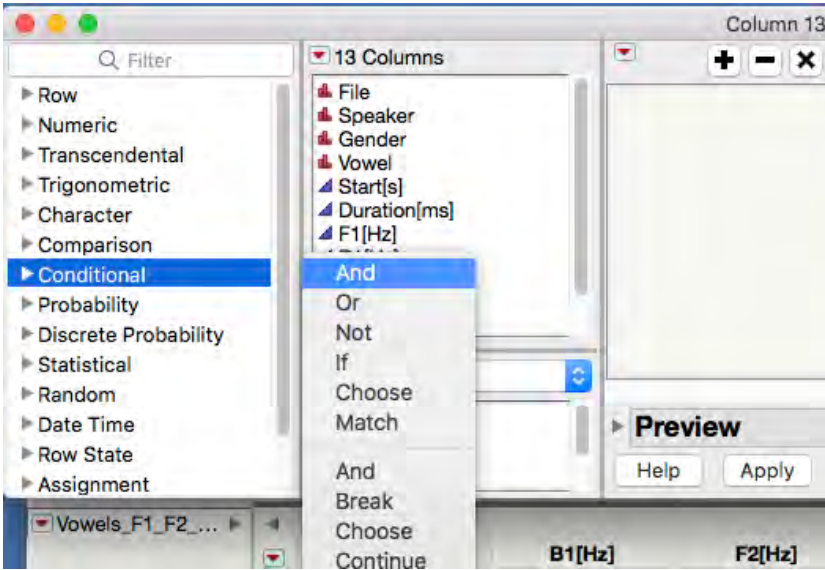 Column 13
Filter
Row
Numeric
Transcendental
Trigonometric
Character
Comparison
Conditional
Probability
Discrete Probability
Statistical
Random
Date Time
Row State
Assignment
13 Columns
File
Speaker
Gender
Vowel
Start[s]
Duration[ms]
F1[Hz]
And
Or
Not
If
Choose
Match
And
Break
Choose
Continue
Preview
Help
Apply
Vowels_F1_F2_...
B1[Hz]
F2[Hz]